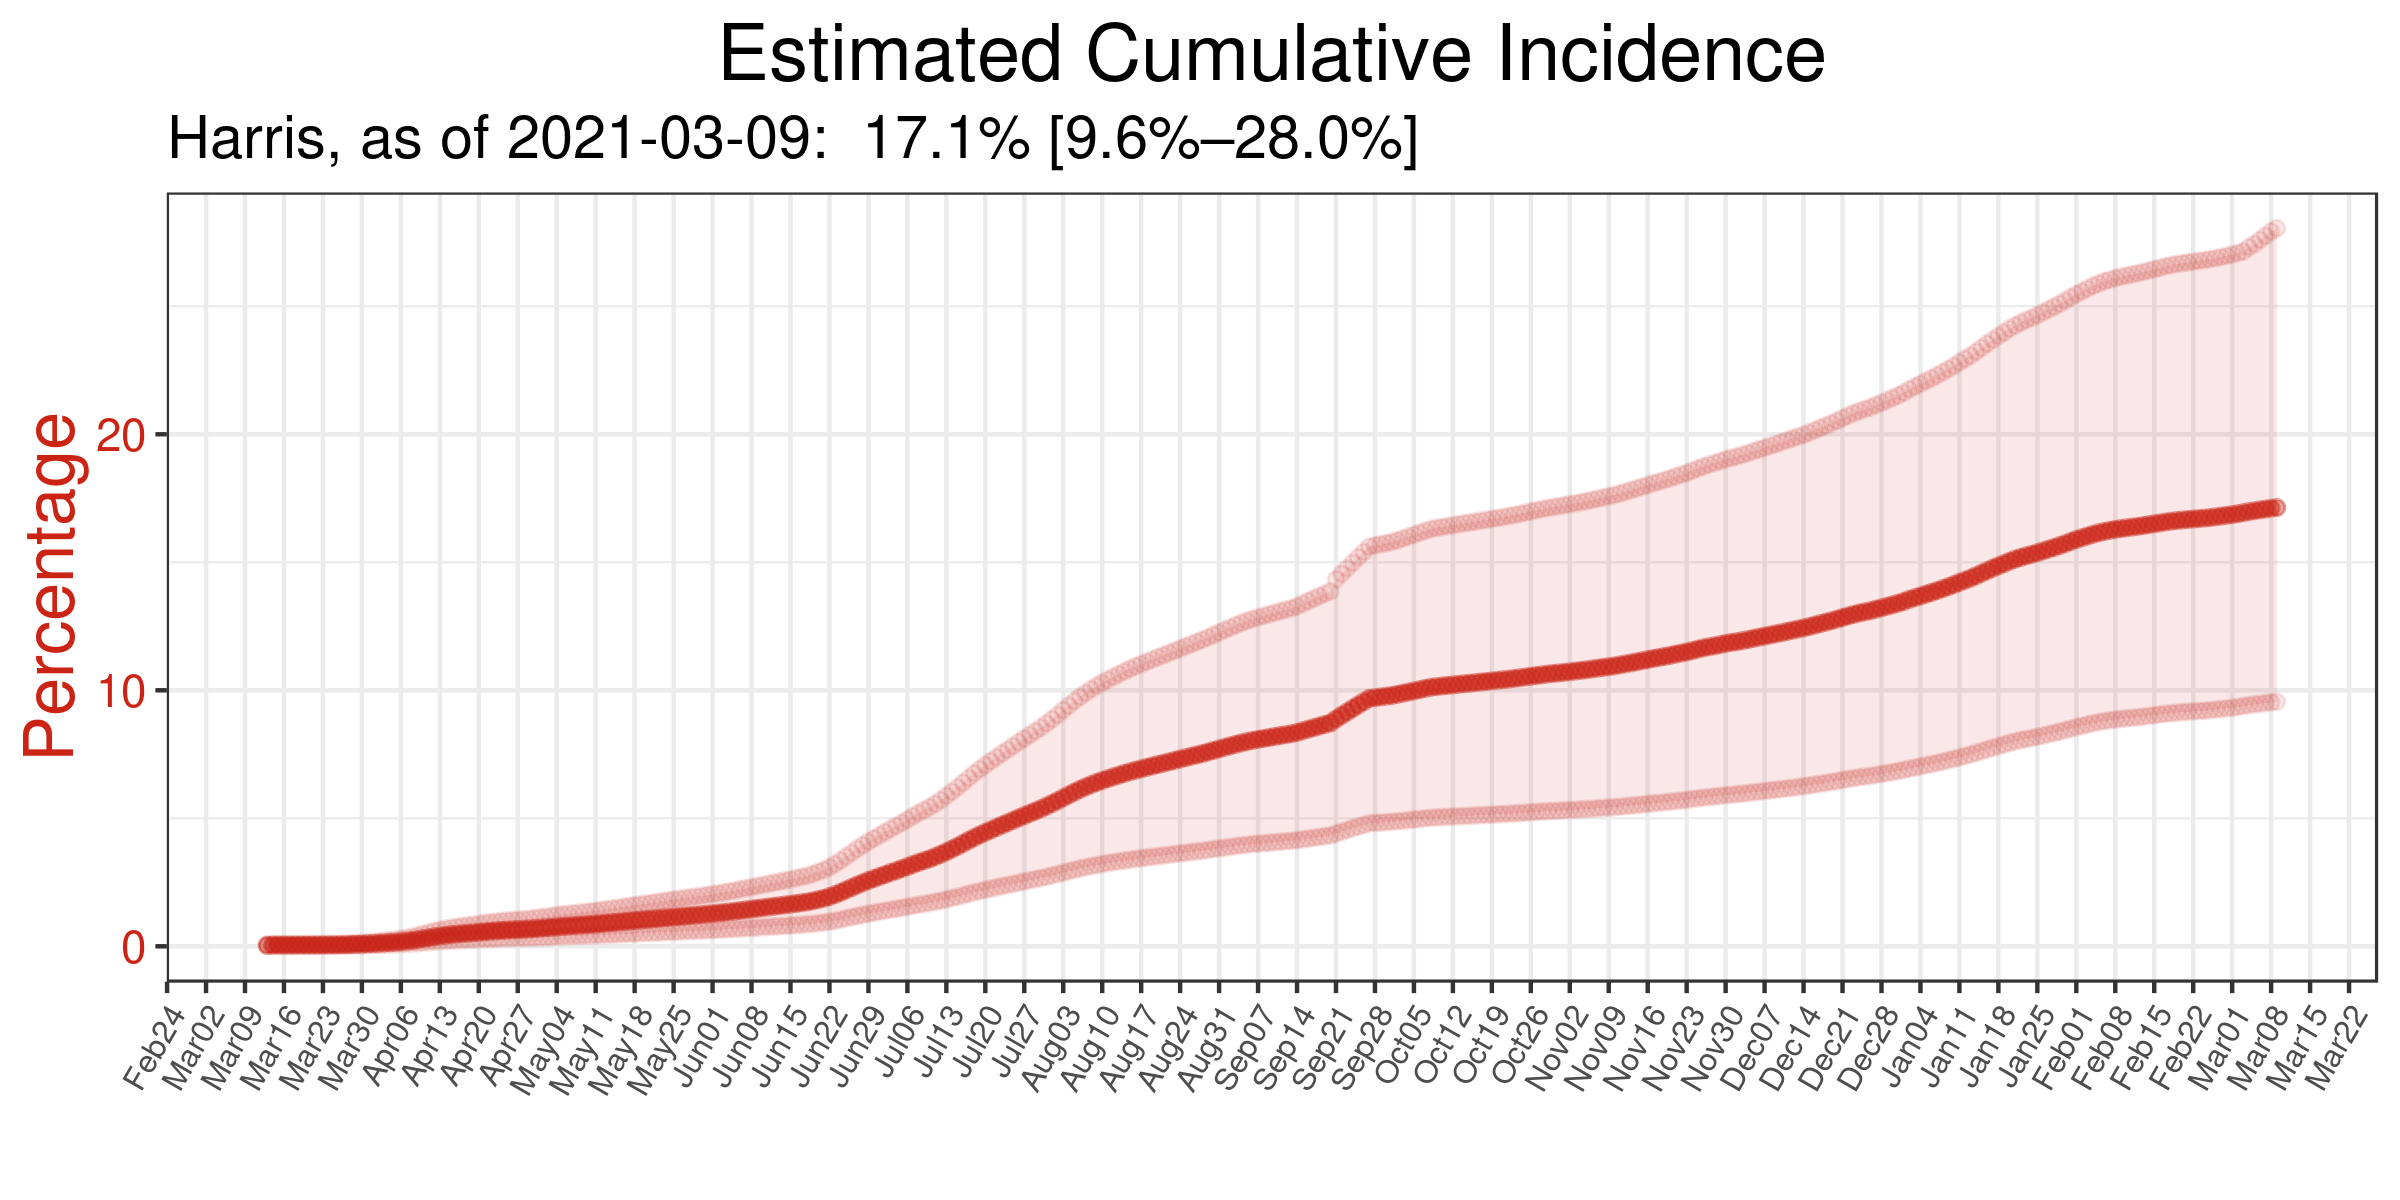 Estimated Cumulative Incidence
Harris, as of 2021-03-09:  17.1% [9.6%–28.0%]
Percentage
20
10
0
Feb24
Mar02
Mar09
Mar16
Mar23
Mar30
Apr06
Apr13
Apr20
Apr27
May04
May11
May18
May25
Jun01
Jun08
Jun15
Jun22
Jun29
Jul06
Jul13
Jul20
Jul27
Aug03
Aug10
Aug17
Aug24
Aug31
Sep07
Sep14
Sep21
Sep28
Oct05
Oct12
Oct19
Oct26
Nov02
Nov09
Nov16
Nov23
Nov30
Dec07
Dec14
Dec21
Dec28
Jan04
Jan11
Jan18
Jan25
Feb01
Feb08
Feb15
Feb22
Mar01
Mar08
Mar15
Mar22